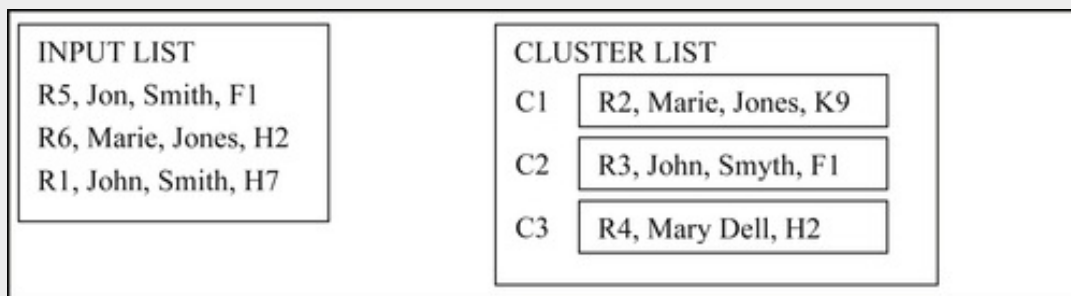 INPUT LIST
R5, Jon, Smith, F1
R6, Marie, Jones, H2
R1, John, Smith, H7
CLUSTER LIST
C1 R2, Marie, Jones, K9
C2 R3, John, Smyth, F1
C3 R4, Mary Dell, H2